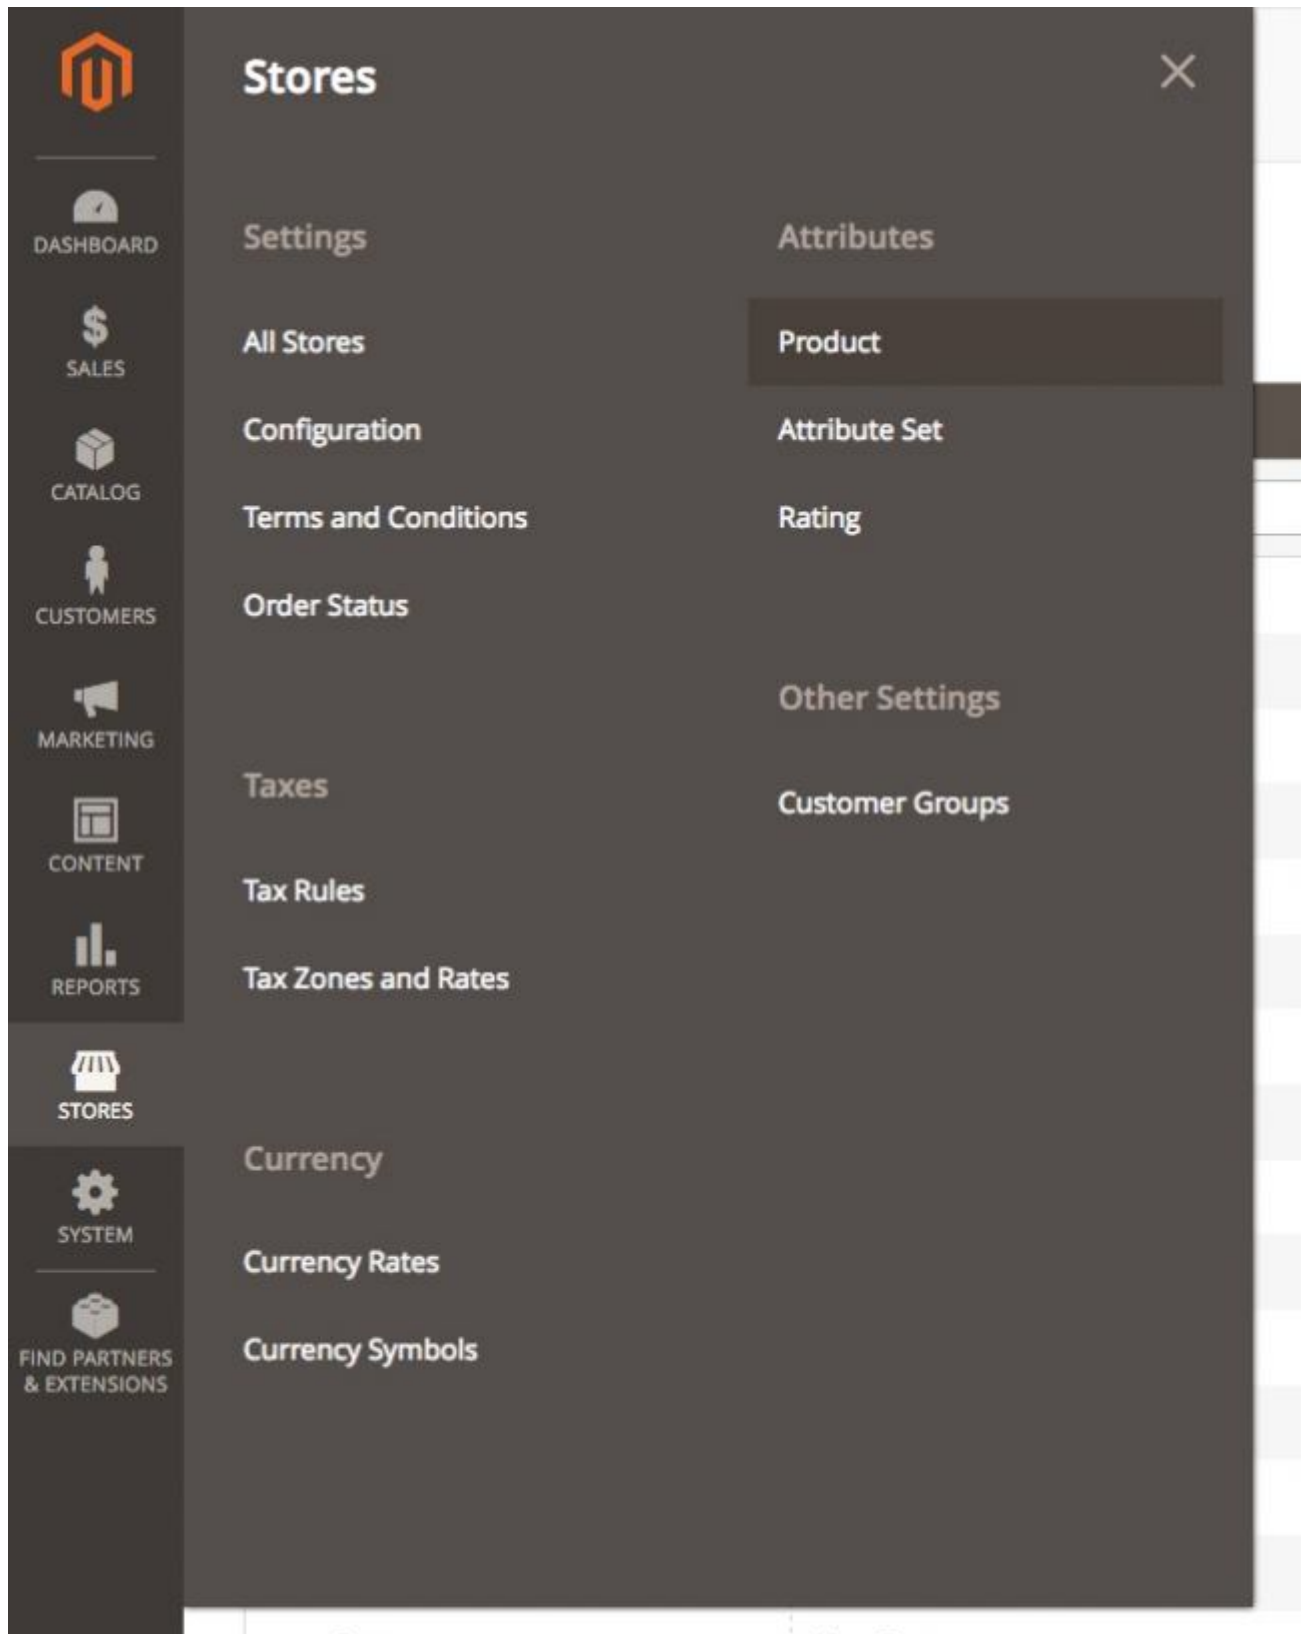 Stores
DASHBOARD
SALES
CATALOG
CUSTOMERS
MARKETING
CONTENT
REPORTS
STORES
SYSTEM
FIND PARTNERS
& EXTENSIONS
Settings
All Stores
Configuration
Terms and Conditions
Order Status
Taxes
Tax Rules
Tax Zones and Rates
Currency
Currency Rates
Currency Symbols
Attributes
Product
Attribute Set
Rating
Other Settings
Customer Groups